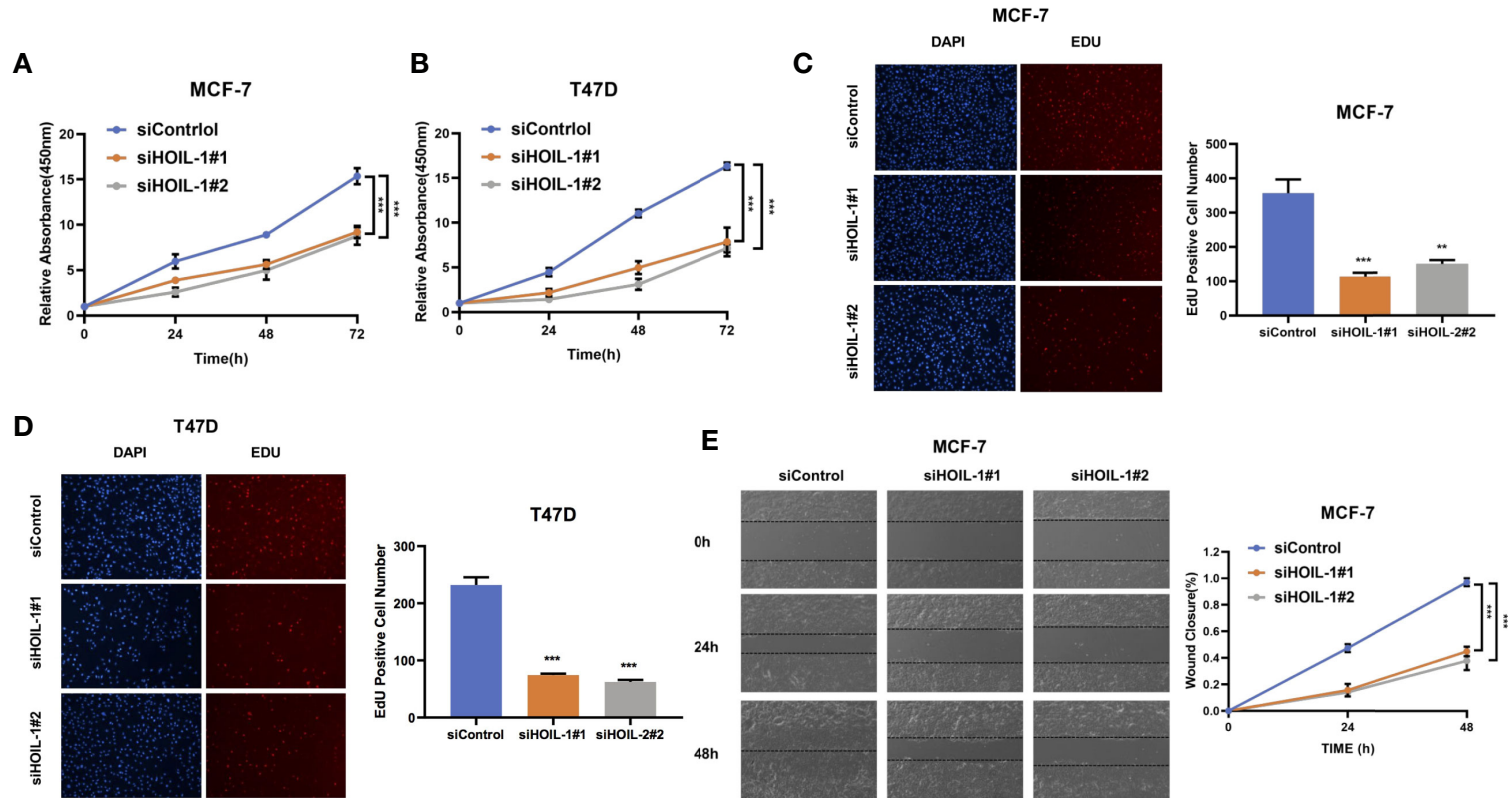 A
MCF-7
siContrlol
siHOIL-1#1
siHOIL-1#2
Relative Absorbance(450nm)
20
15
10
5
0
0 24 48 72
Time(h)
***
***
B
T47D
siContrlol
siHOIL-1#1
siHOIL-1#2
Relative Absorbance(450nm)
20
15
10
5
0
0 24 48 72
Time(h)
***
***
C
MCF-7
DAPI EDU
siControl
siHOIL-1#1
siHOIL-1#2
MCF-7
EdU Positive Cell Number
500
400
300
200
100
0
*** **
siControl siHOIL-1#1 siHOIL-2#2
D
T47D
DAPI EDU
siControl
siHOIL-1#1
siHOIL-1#2
T47D
EdU Positive Cell Number
300
200
100
0
*** ***
siControl siHOIL-1#1 siHOIL-2#2
E
MCF-7
siControl siHOIL-1#1 siHOIL-1#2
0h
24h
48h
MCF-7
siControl
siHOIL-1#1
siHOIL-1#2
Wound Closure(%)
1.2
1.0
0.8
0.6
0.4
0.2
0.0
0 24 48
TIME (h)
***
***